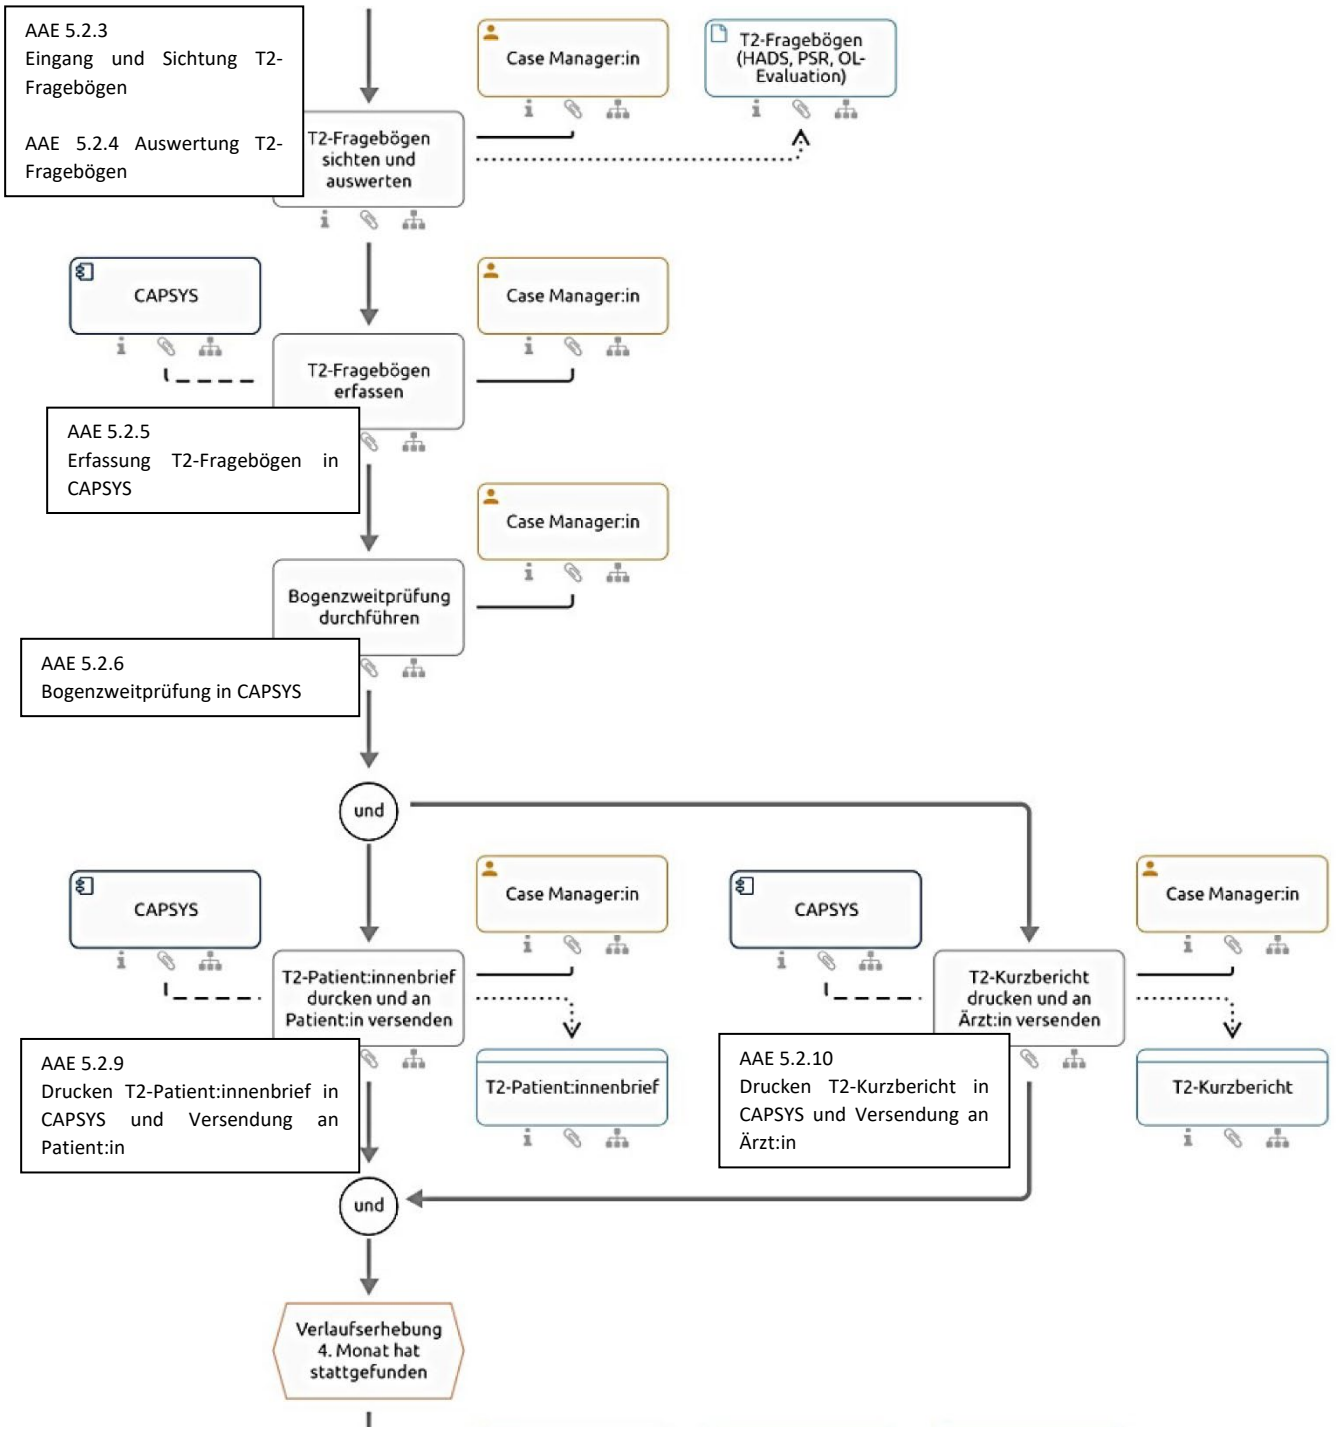 AAE 5.2.3
Eingang und Sichtung T2-
Fragebögen
AAE 5.2.4 Auswertung T2-
Fragebögen
Case Manager:in
T2-Fragebögen
(HADS, PSR, OL-
Evaluation)
T2-Fragebögen
sichten und
auswerten
CAPSYS
Case Manager:in
T2-Fragebögen
erfassen
AAE 5.2.5
Erfassung T2-Fragebögen in
CAPSYS
Case Manager:in
Bogenzweitprüfung
durchführen
AAE 5.2.6
Bogenzweitprüfung in CAPSYS
und
CAPSYS
Case Manager:in
T2-Patient:innenbrief
durcken und an
Patient:in versenden
T2-Patient:innenbrief
AAE 5.2.9
Drucken T2-Patient:innenbrief in
CAPSYS und Versendung an
Patient:in
CAPSYS
Case Manager:in
T2-Kurzbericht
drucken und an
Ärzt:in versenden
T2-Kurzbericht
AAE 5.2.10
Drucken T2-Kurzbericht in
CAPSYS und Versendung an
Ärzt:in
und
Verlaufserhebung
4. Monat hat
stattgefunden